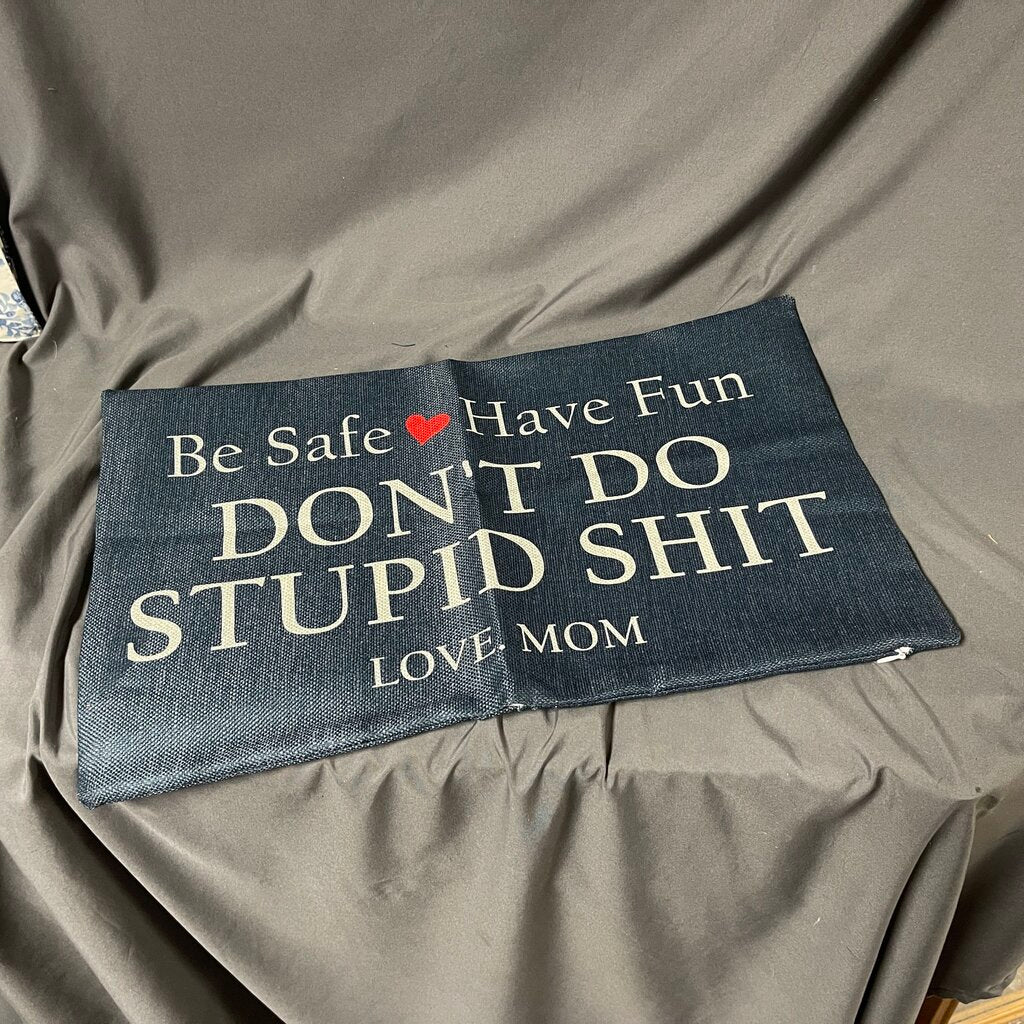 Be Safe ❤ Have Fun
DON'T DO
STUPID SHIT
LOVE, MOM